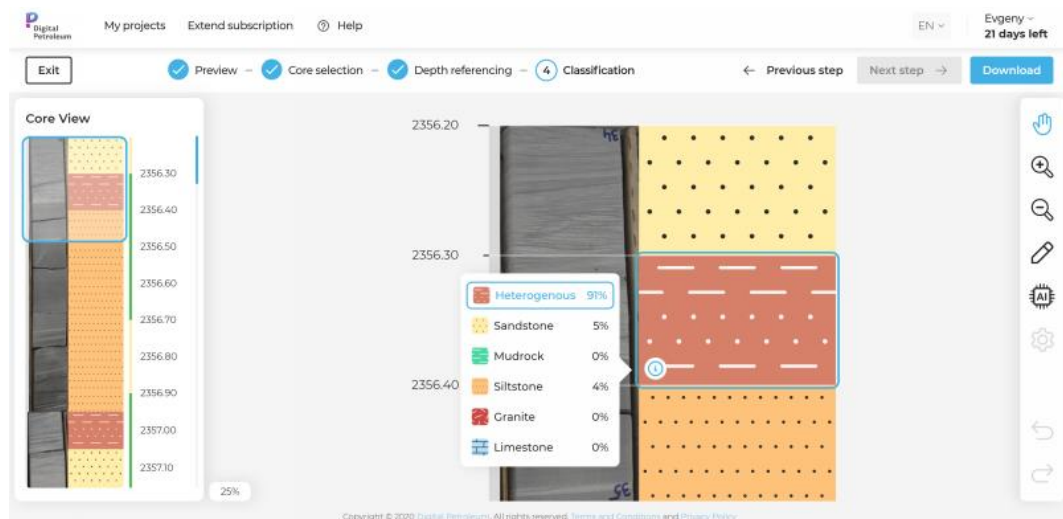 Digital
Petroleum
My projects
Extend subscription
Help
EN
Evgeny
21 days left
Exit
Preview
Core selection
Depth referencing
4
Classification
← Previous step
Next step →
Download
Core View
2356.30
2356.40
2356.50
2356.60
2356.70
2356.80
2356.90
2357.00
2357.10
25%
2356.20
2356.30
2356.40
34
35
Heterogenous 91%
Sandstone 5%
Mudrock 0%
Siltstone 4%
Granite 0%
Limestone 0%
AI
Copyright © 2020 Digital Petroleum. All rights reserved. Terms and Conditions and Privacy Policy